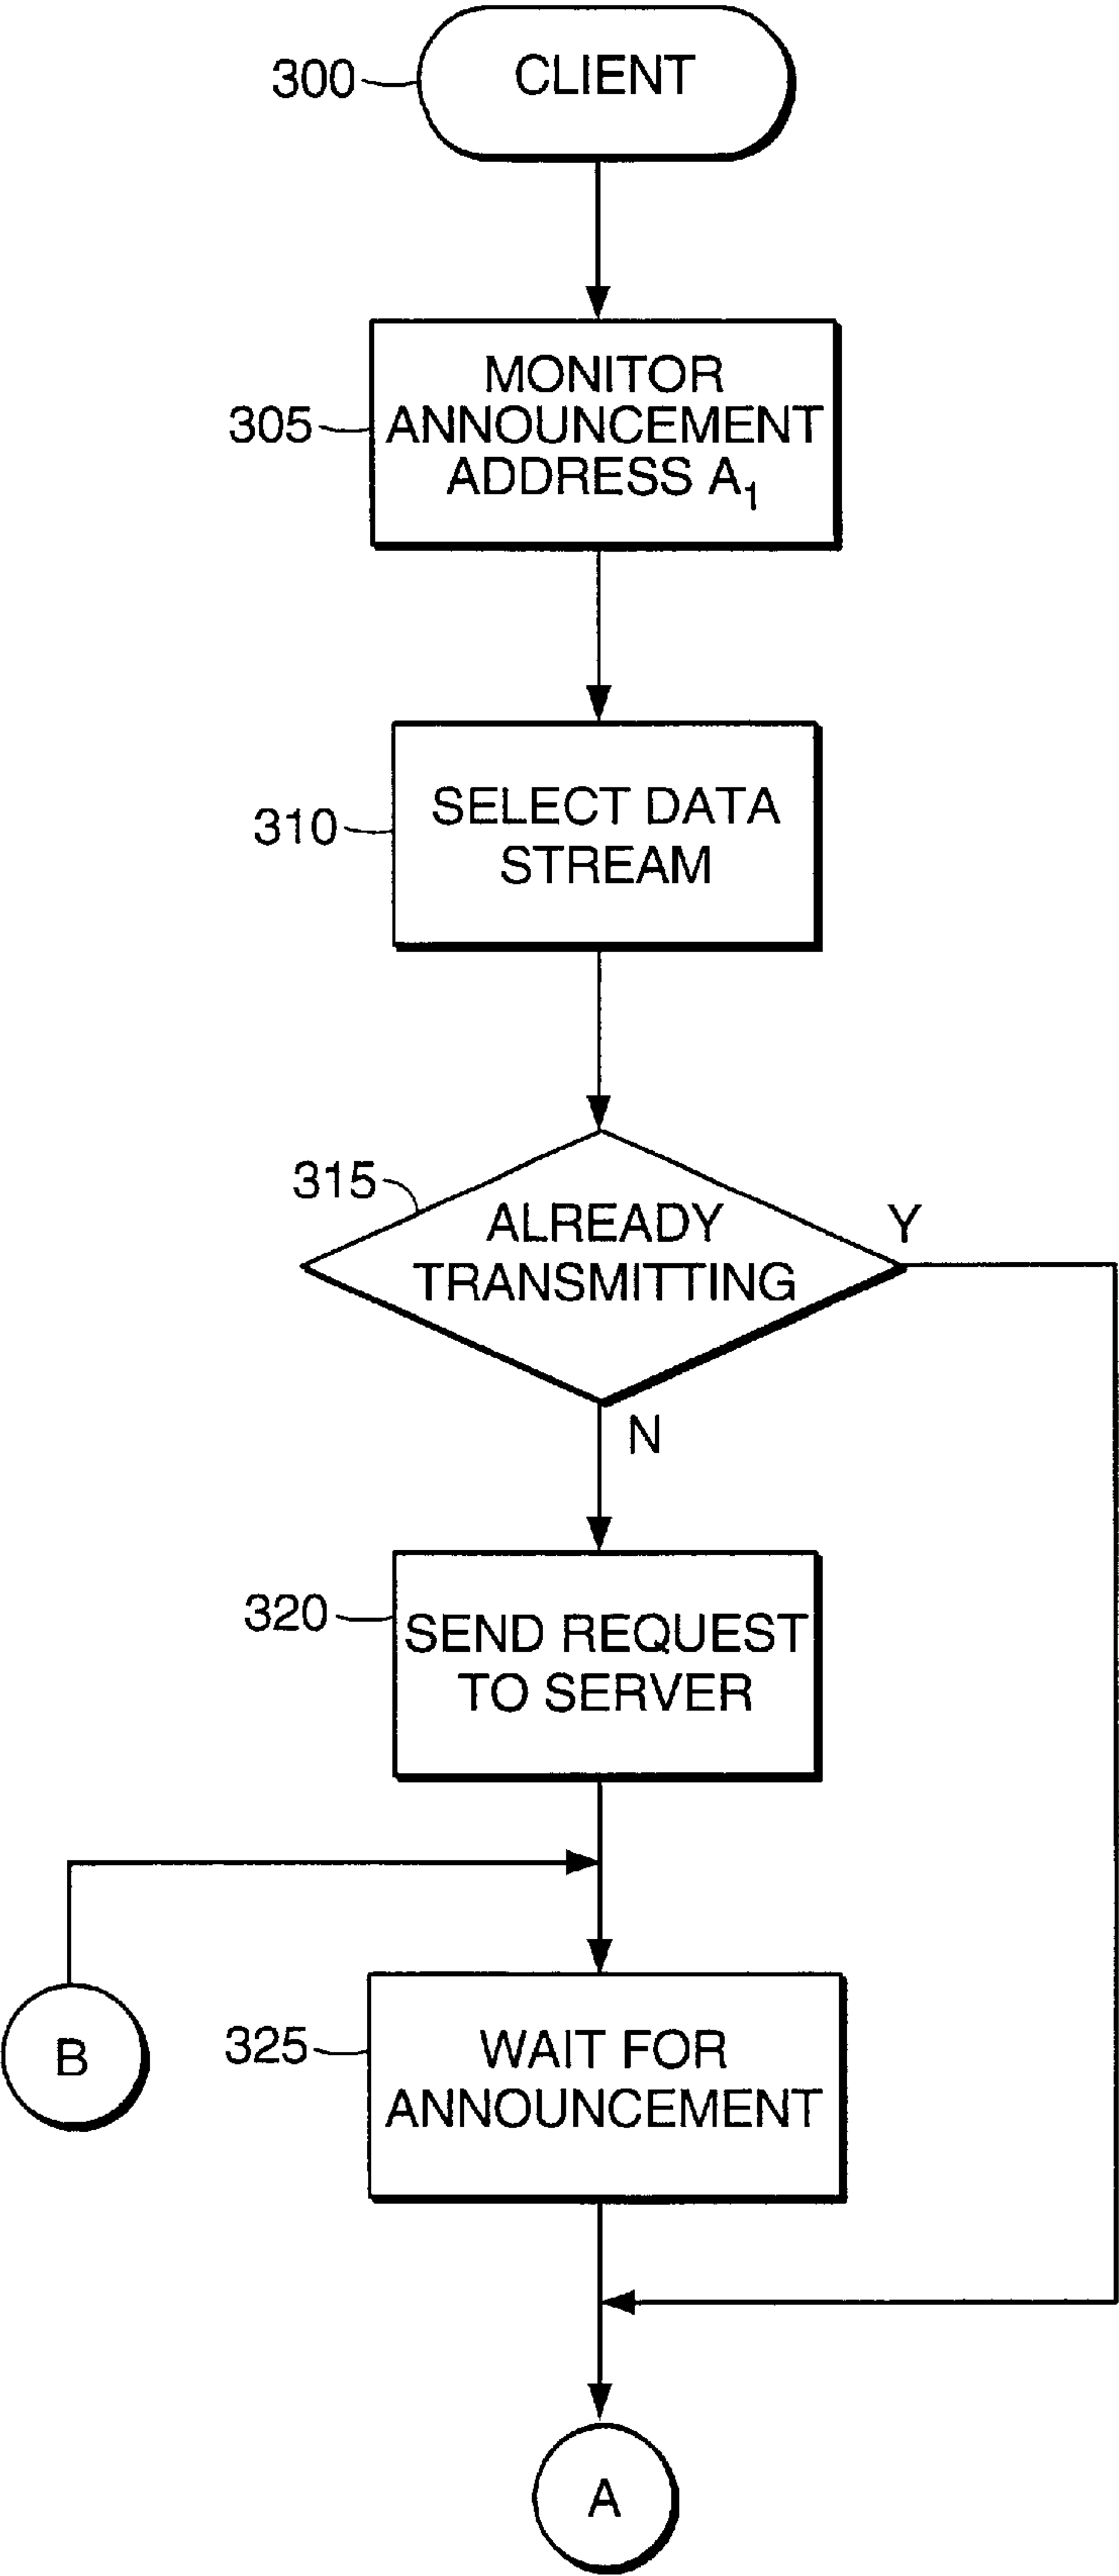 300
CLIENT
305
MONITOR
ANNOUNCEMENT
ADDRESS A₁
310
SELECT DATA
STREAM
315
ALREADY
TRANSMITTING
Y
N
320
SEND REQUEST
TO SERVER
B
325
WAIT FOR
ANNOUNCEMENT
A